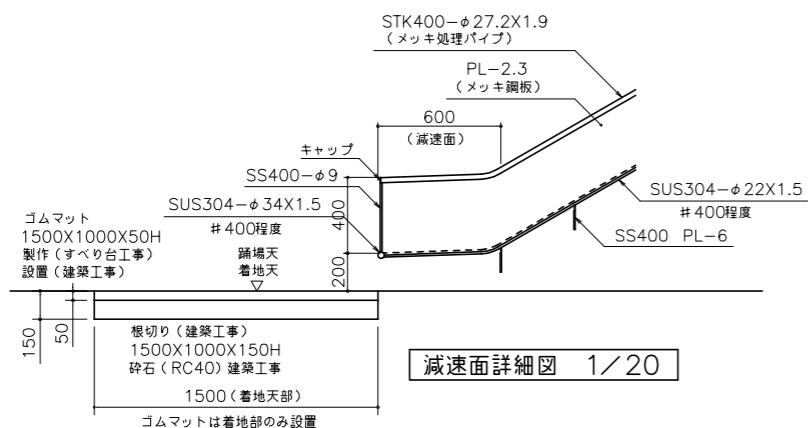 STK400-φ27.2X1.9
(メッキ処理パイプ)
PL-2.3
(メッキ鋼板)
600
(減速面)
キャップ
SS400-φ9
SUS304-φ34X1.5
#400程度
400
200
SUS304-φ22X1.5
#400程度
SS400 PL-6
ゴムマット
1500X1000X50H
製作(すべり台工事)
設置(建築工事)
踊場天
着地天
▽
150
50
根切り(建築工事)
1500X1000X150H
砕石(RC40)建築工事
1500(着地天部)
ゴムマットは着地部のみ設置
減速面詳細図 1/20